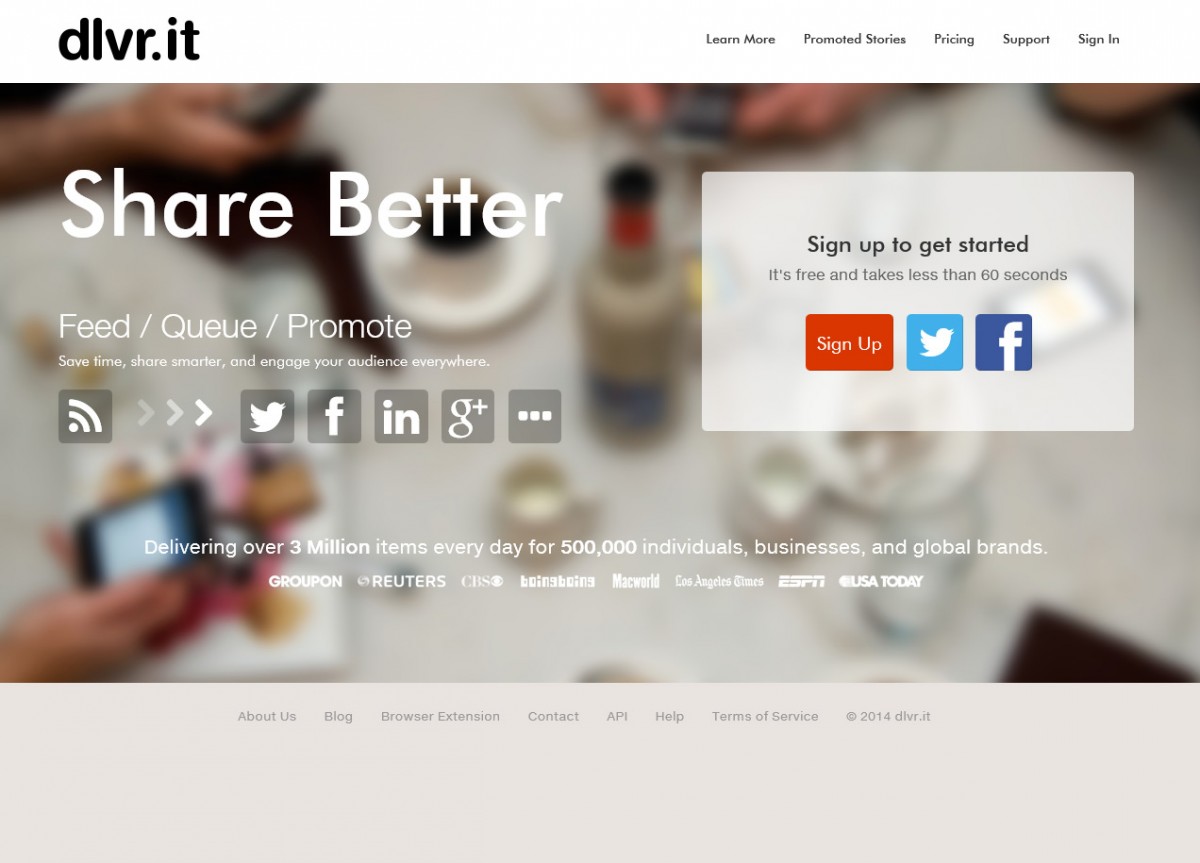 dlvr.it
Learn More Promoted Stories Pricing Support Sign In
Share Better
Sign up to get started
It's free and takes less than 60 seconds
Sign Up
Feed / Queue / Promote
Save time, share smarter, and engage your audience everywhere.
in g+
Delivering over 3 Million items every day for 500,000 individuals, businesses, and global brands.
GROUPON REUTERS CBS boingboing Macworld Los Angeles Times ESPN USA TODAY
About Us Blog Browser Extension Contact API Help Terms of Service © 2014 dlvr.it